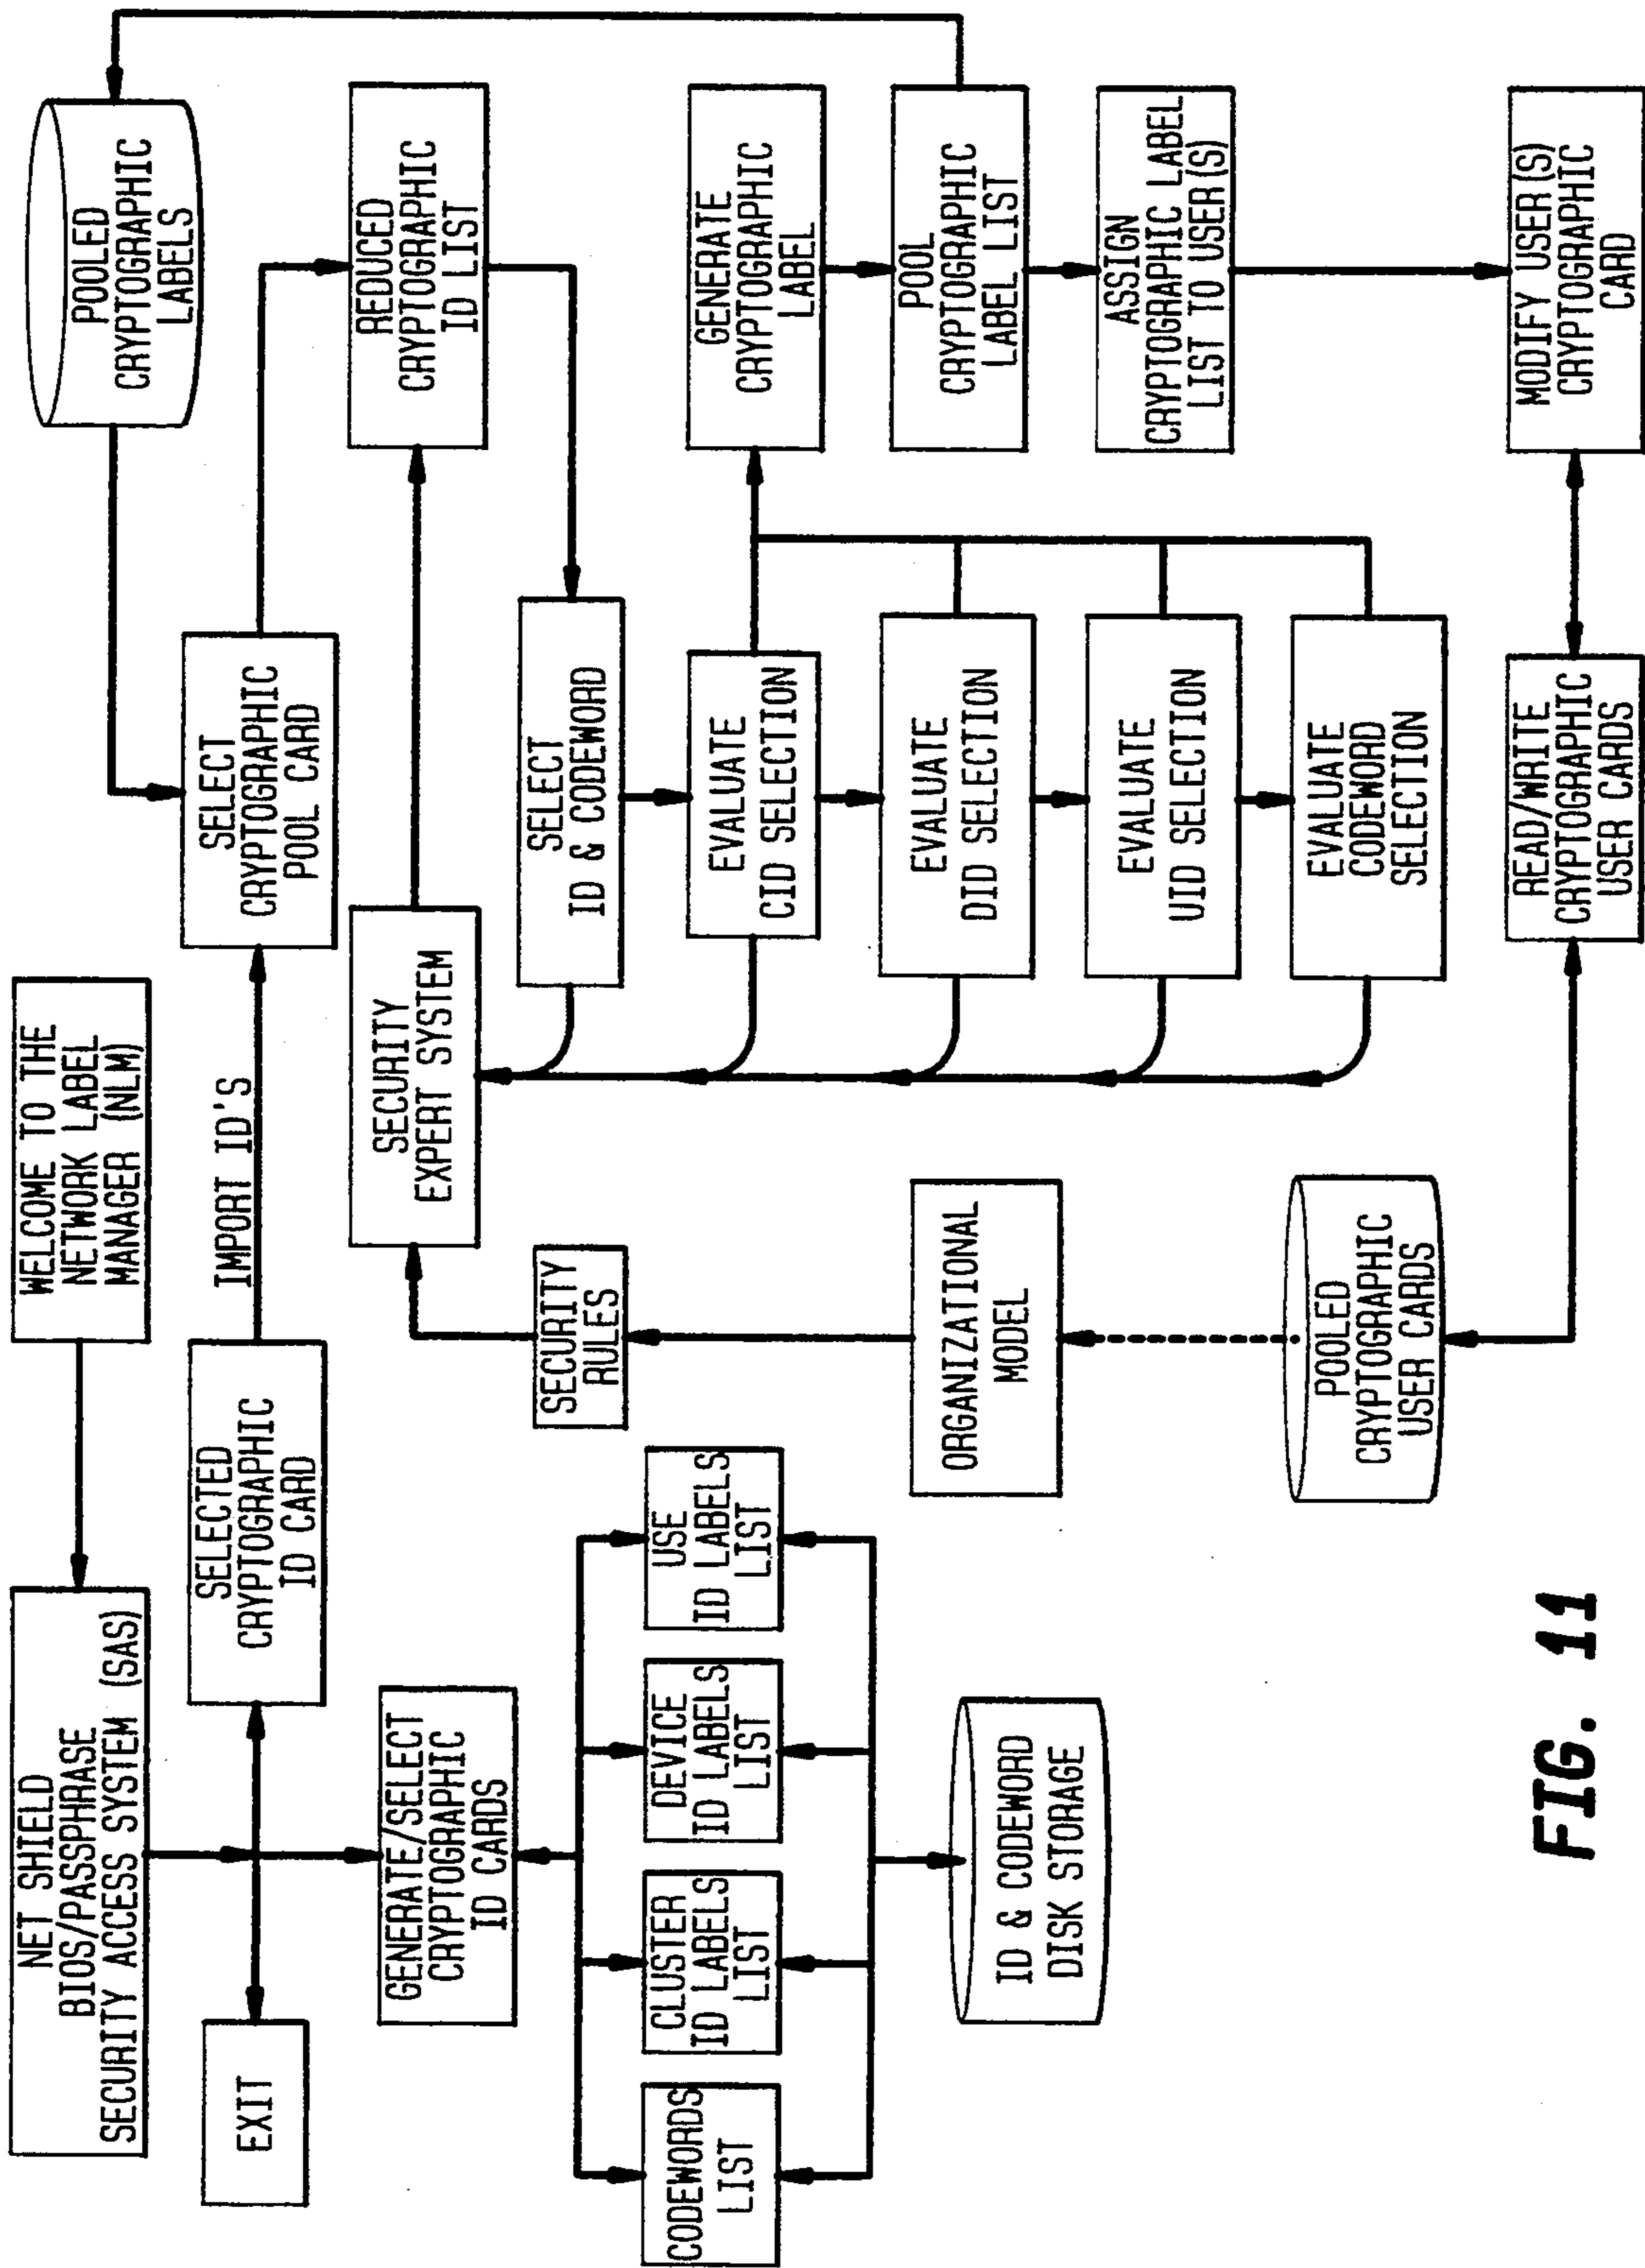 WELCOME TO THE
NETWORK LABEL
MANAGER (NLM)
NET SHIELD
BIOS/PASSPHRASE
SECURITY ACCESS SYSTEM (SAS)
EXIT
SELECTED
CRYPTOGRAPHIC
ID CARD
IMPORT ID'S
SELECT
CRYPTOGRAPHIC
POOL CARD
POOLED
CRYPTOGRAPHIC
LABELS
GENERATE/SELECT
CRYPTOGRAPHIC
ID CARDS
SECURITY
EXPERT SYSTEM
REDUCED
CRYPTOGRAPHIC
ID LIST
CODEWORDS
LIST
CLUSTER
ID LABELS
LIST
DEVICE
ID LABELS
LIST
USE
ID LABELS
LIST
SECURITY
RULES
SELECT
ID & CODEWORD
EVALUATE
CID SELECTION
GENERATE
CRYPTOGRAPHIC
LABEL
ID & CODEWORD
DISK STORAGE
ORGANIZATIONAL
MODEL
EVALUATE
DID SELECTION
POOL
CRYPTOGRAPHIC
LABEL LIST
EVALUATE
UID SELECTION
ASSIGN
CRYPTOGRAPHIC LABEL
LIST TO USER(S)
POOLED
CRYPTOGRAPHIC
USER CARDS
EVALUATE
CODEWORD
SELECTION
READ/WRITE
CRYPTOGRAPHIC
USER CARDS
MODIFY USER(S)
CRYPTOGRAPHIC
CARD
FIG. 11